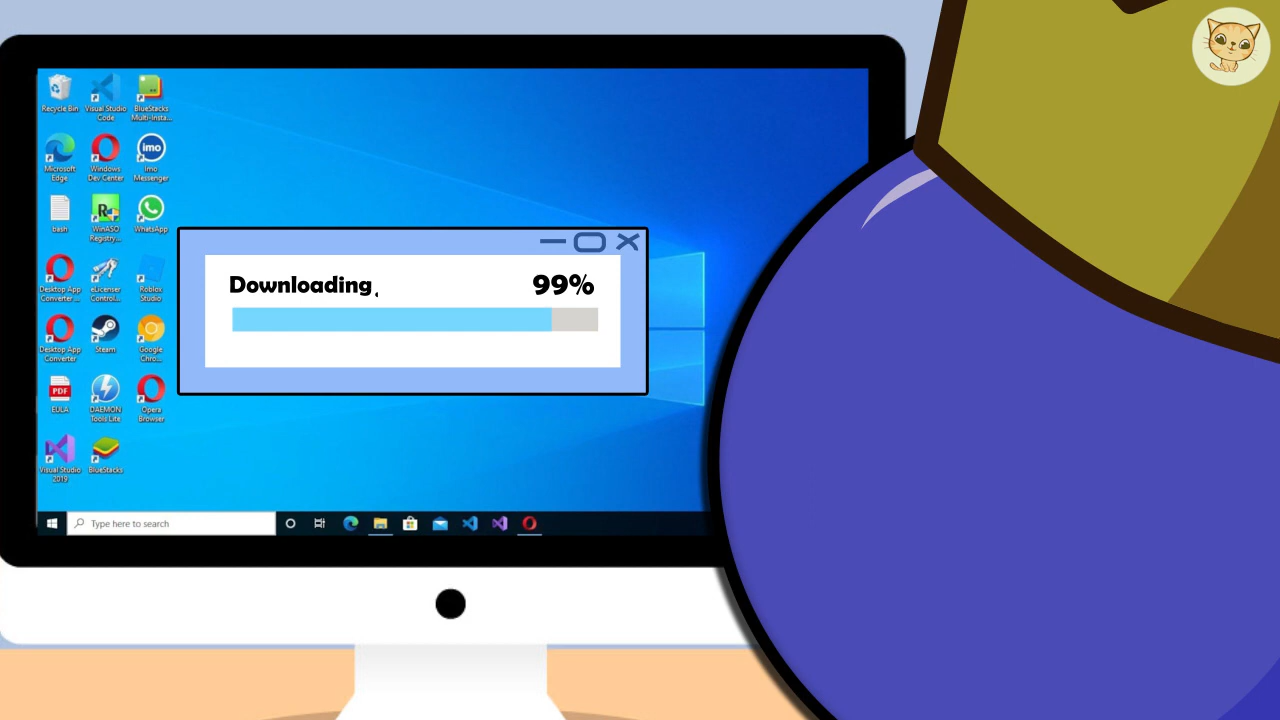 Recycle Bin
Visual Studio
Code
BlueStacks
Multi-Insta...
Microsoft
Edge
Windows
Dev Center
imo
Imo
Messenger
bash
R
WinASO
Registry...
WhatsApp
Desktop App
Converter ...
eLicenser
Control...
Roblox
Studio
Desktop App
Converter
Steam
Google
Chro...
PDF
EULA
DAEMON
Tools Lite
Opera
Browser
Visual Studio
2019
BlueStacks
Downloading.
99%
Type here to search